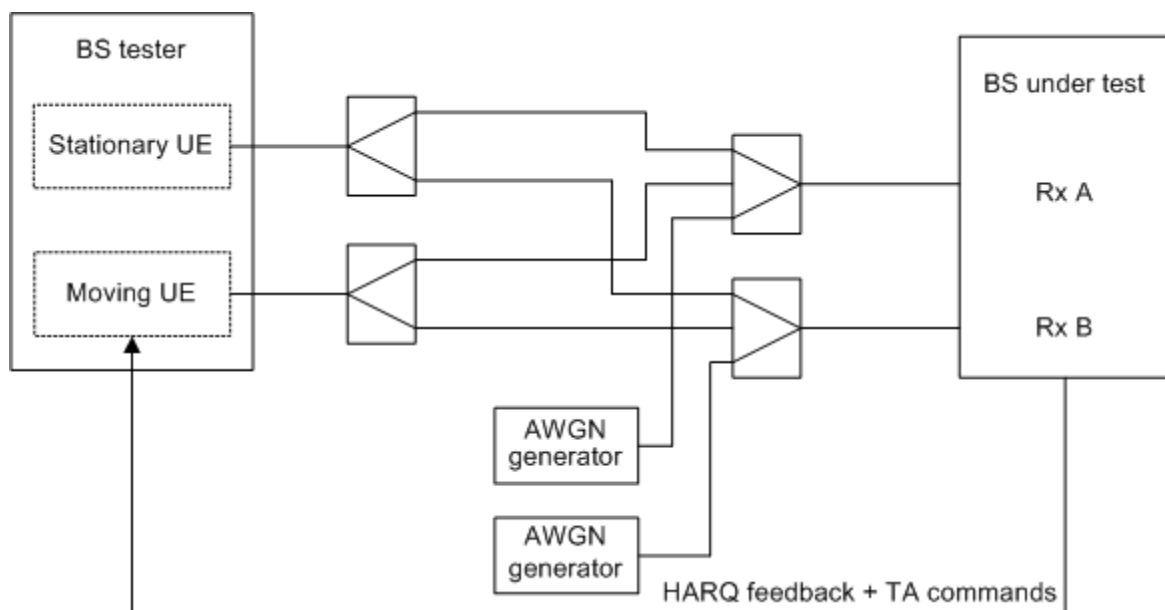 BS tester
Stationary UE
Moving UE
BS under test
Rx A
Rx B
AWGN
generator
AWGN
generator
HARQ feedback + TA commands